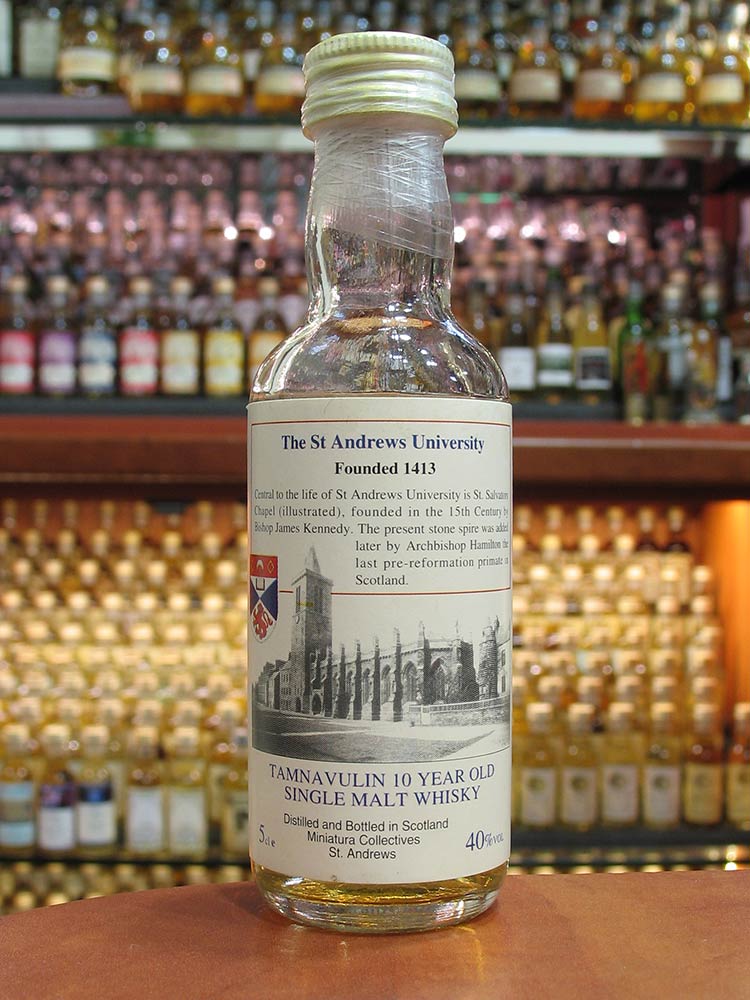 The St Andrews University
Founded 1413
Central to the life of St Andrews University is St. Salvators
Chapel (illustrated), founded in the 15th Century by
Bishop James Kennedy. The present stone spire was added
later by Archbishop Hamilton the
last pre-reformation primate in
Scotland.
TAMNAVULIN 10 YEAR OLD
SINGLE MALT WHISKY
Distilled and Bottled in Scotland
Miniatura Collectives
St. Andrews
5cl e
40%VOL